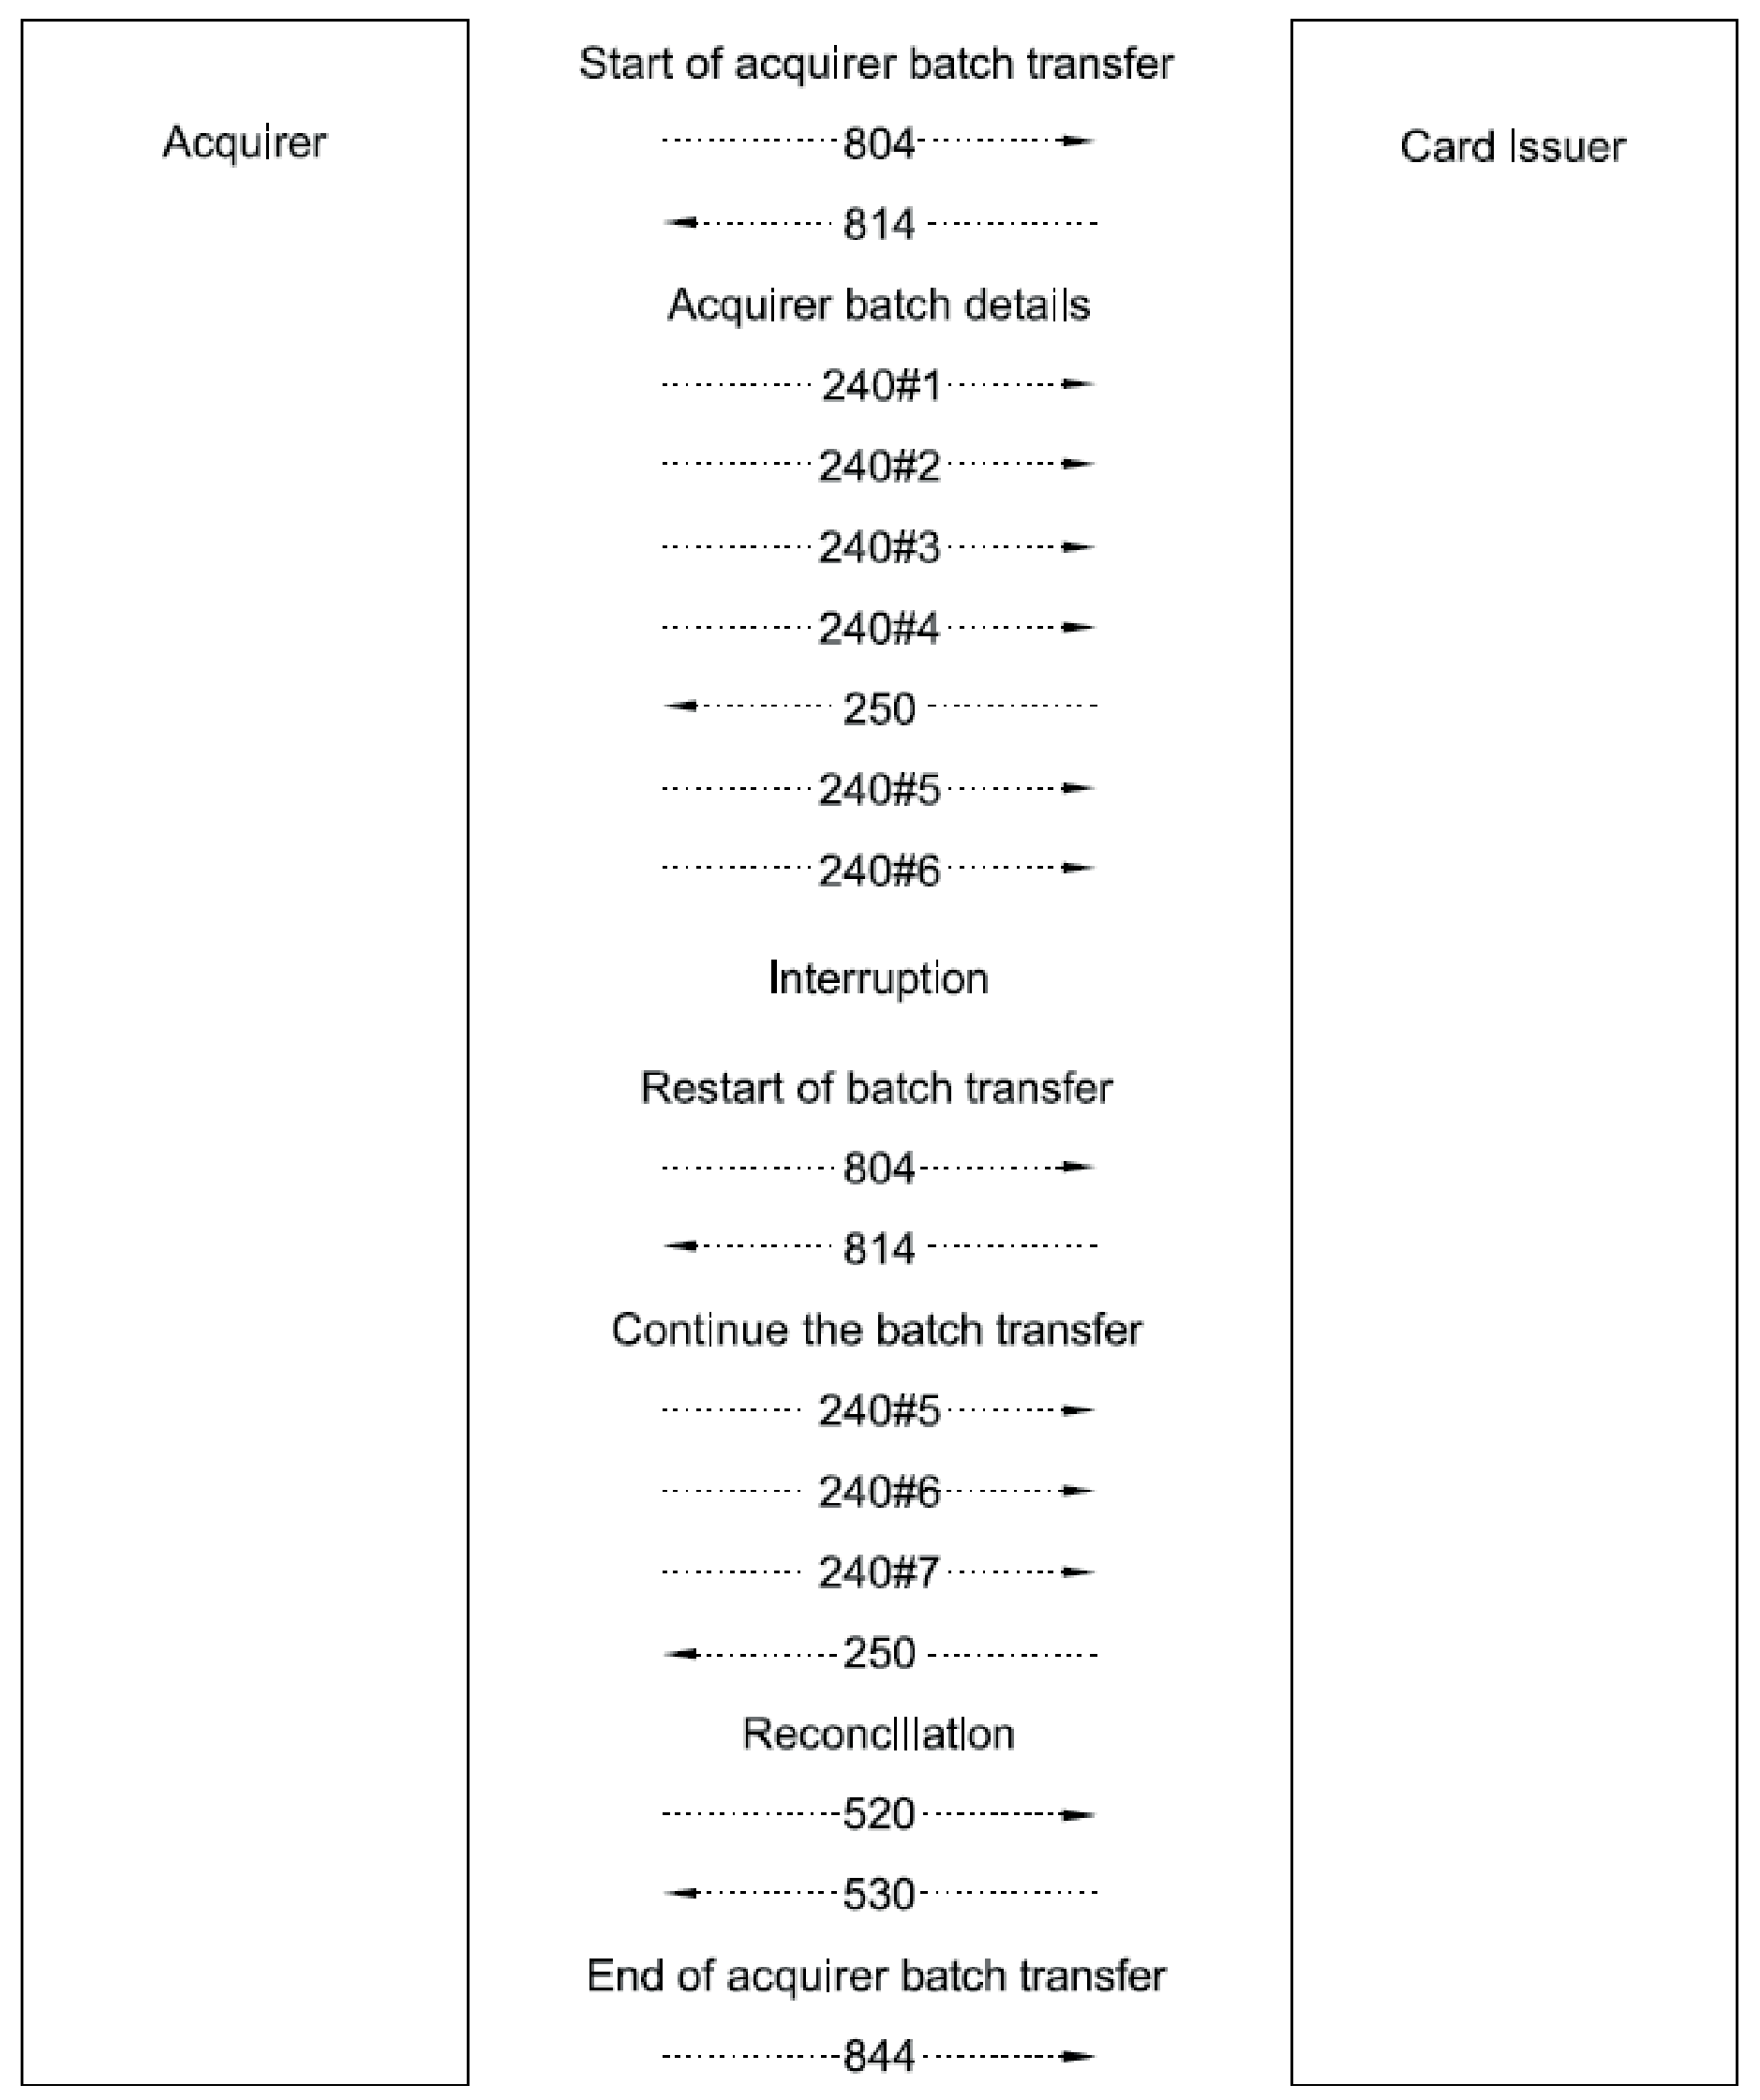 Start of acquirer batch transfer
Acquirer
804
Card Issuer
814
Acquirer batch details
240#1
240#2
240#3
240#4
250
240#5
240#6
Interruption
Restart of batch transfer
804
814
Continue the batch transfer
240#5
240#6
240#7
250
Reconciliation
520
530
End of acquirer batch transfer
844